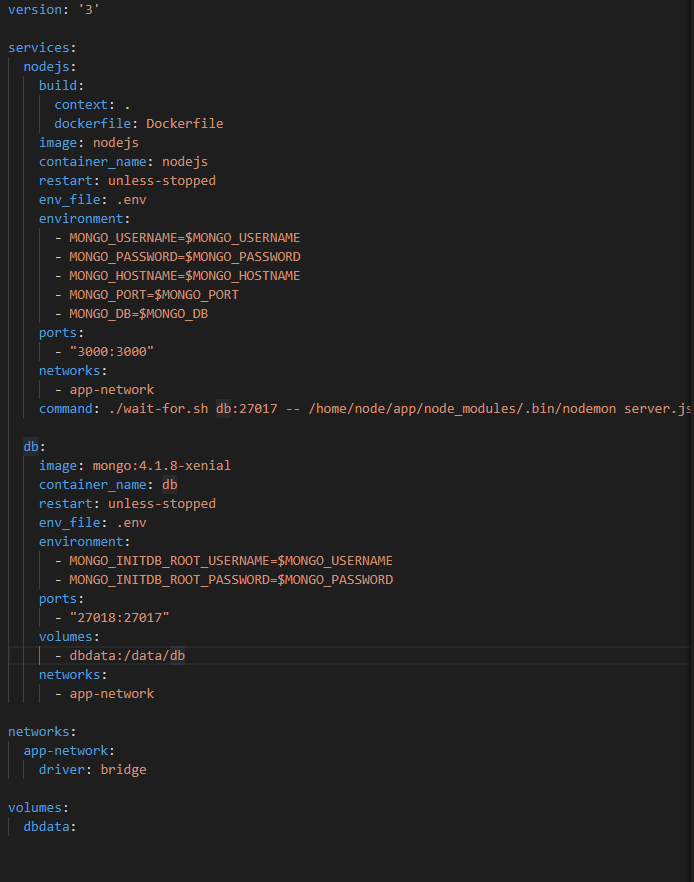 version: '3'
services:
nodejs:
build:
context: .
dockerfile: Dockerfile
image: nodejs
container_name: nodejs
restart: unless-stopped
env_file: .env
environment:
- MONGO_USERNAME=$MONGO_USERNAME
- MONGO_PASSWORD=$MONGO_PASSWORD
- MONGO_HOSTNAME=$MONGO_HOSTNAME
- MONGO_PORT=$MONGO_PORT
- MONGO_DB=$MONGO_DB
ports:
- "3000:3000"
networks:
- app-network
command: ./wait-for.sh db:27017 -- /home/node/app/node_modules/.bin/nodemon server.js
db:
image: mongo:4.1.8-xenial
container_name: db
restart: unless-stopped
env_file: .env
environment:
- MONGO_INITDB_ROOT_USERNAME=$MONGO_USERNAME
- MONGO_INITDB_ROOT_PASSWORD=$MONGO_PASSWORD
ports:
- "27018:27017"
volumes:
- dbdata:/data/db
networks:
- app-network
networks:
app-network:
driver: bridge
volumes:
dbdata: